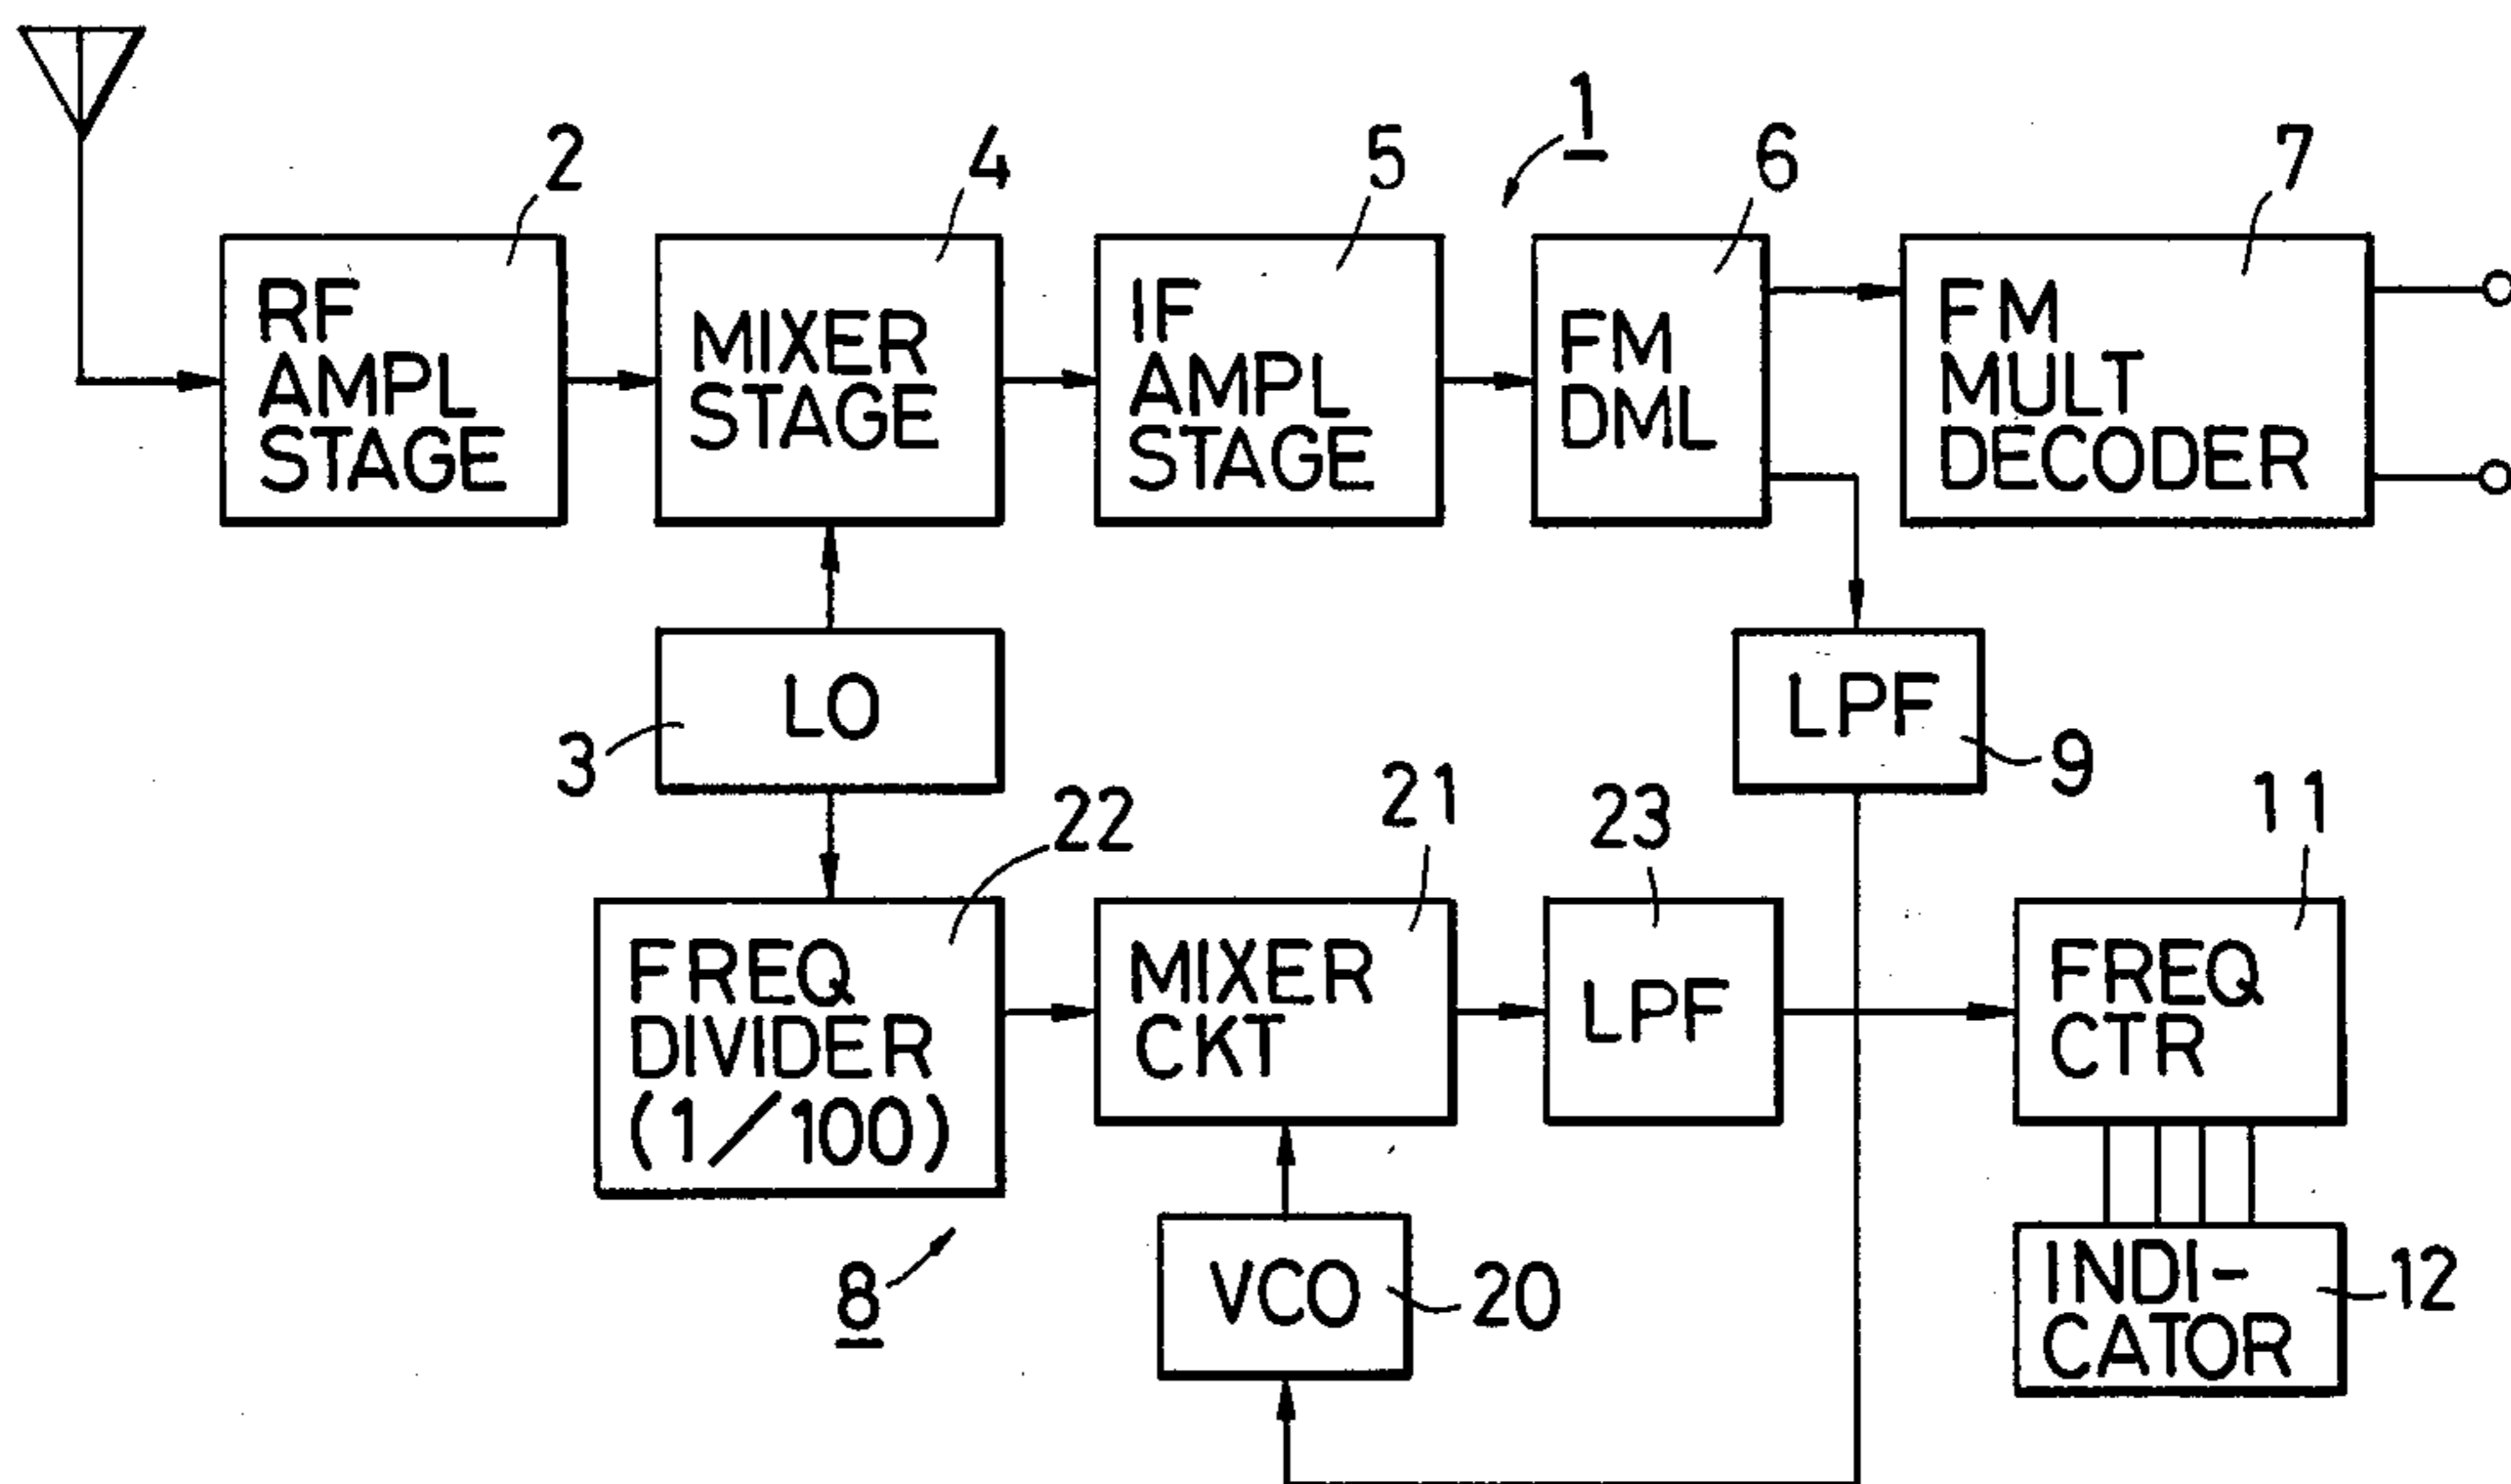 1
2
4
5
6
7
RF
AMPL
STAGE
MIXER
STAGE
IF
AMPL
STAGE
FM
DML
FM
MULT
DECODER
LO
3
LPF
9
22
21
23
11
FREQ
DIVIDER
(1/100)
MIXER
CKT
LPF
FREQ
CTR
8
VCO
20
INDI-
CATOR
12